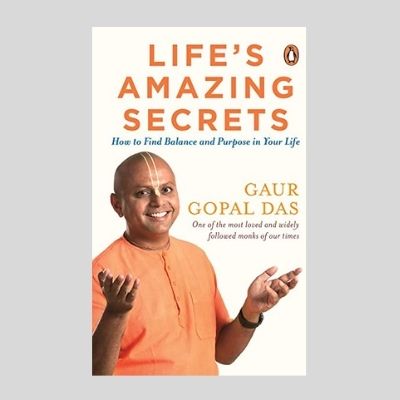 LIFE'S
AMAZING
SECRETS
How to Find Balance and Purpose in Your Life
GAUR
GOPAL DAS
One of the most loved and widely
followed monks of our times